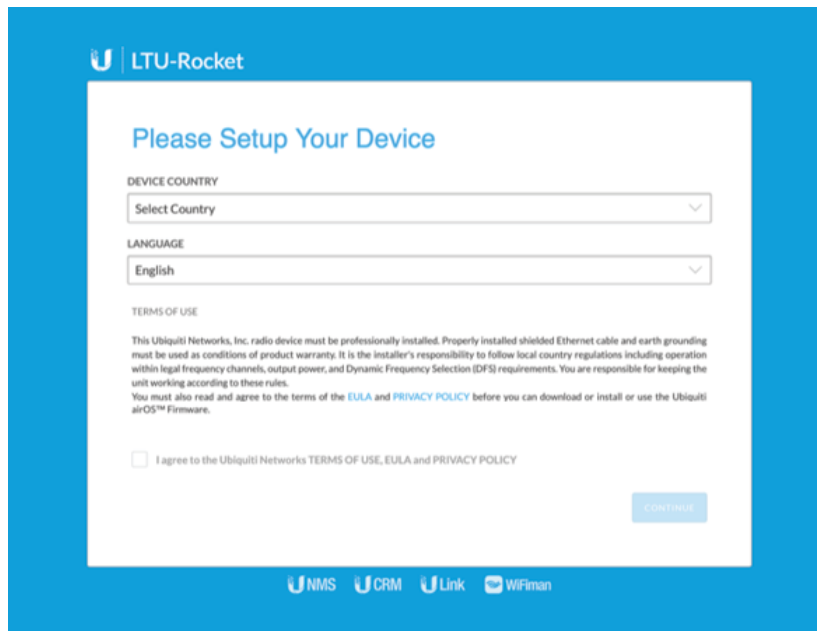 LTU-Rocket
Please Setup Your Device
DEVICE COUNTRY
Select Country
LANGUAGE
English
TERMS OF USE
This Ubiquiti Networks, Inc. radio device must be professionally installed. Properly installed shielded Ethernet cable and earth grounding
must be used as conditions of product warranty. It is the installer's responsibility to follow local country regulations including operation
within legal frequency channels, output power, and Dynamic Frequency Selection (DFS) requirements. You are responsible for keeping the
unit working according to these rules.
You must also read and agree to the terms of the EULA and PRIVACY POLICY before you can download or install or use the Ubiquiti
airOS™ Firmware.
I agree to the Ubiquiti Networks TERMS OF USE, EULA and PRIVACY POLICY
CONTINUE
U NMS U CRM U Link WiFiman